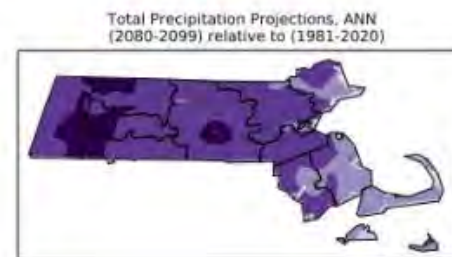 Total Precipitation Projections, ANN
(2080-2099) relative to (1981-2020)